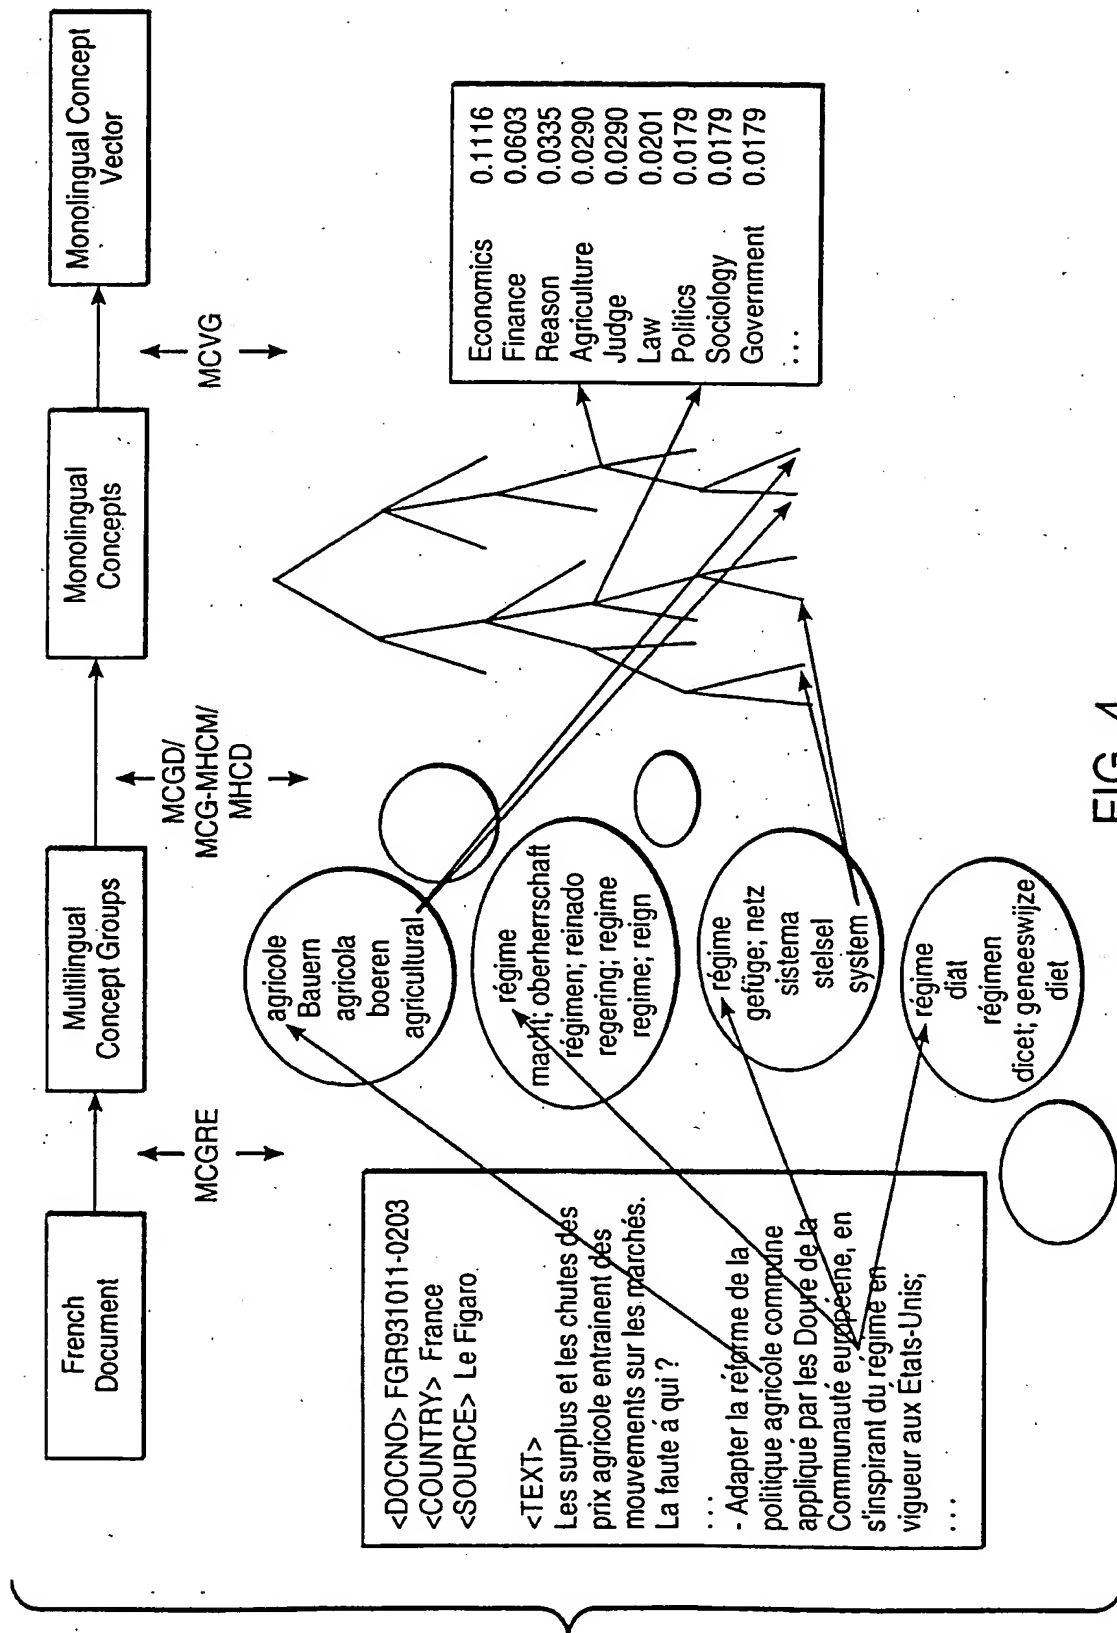 French
Document
Multilingual
Concept Groups
Monolingual
Concepts
Monolingual Concept
Vector
MCGRE
MCGD/
MCG-MHCM/
MHCD
MCVG
<DOCNO> FGR931011-0203
<COUNTRY> France
<SOURCE> Le Figaro
<TEXT>
Les surplus et les chutes des
prix agricole entrainent des
mouvements sur les marchés.
La faute á qui ?
...
- Adapter la réforme de la
politique agricole commune
appliqué par les Douze de la
Communauté européene, en
s'inspirant du régime en
vigueur aux Etats-Unis;
...
agricole
Bauern
agricola
boeren
agricultural
régime
macht; oberherrschaft
régimen; reinado
regering; regime
regime; reign
régime
gefüge; netz
sistema
stelsel
system
régime
diät
régimen
dicet; geneeswijze
diet
Economics 0.1116
Finance 0.0603
Reason 0.0335
Agriculture 0.0290
Judge 0.0290
Law 0.0201
Politics 0.0179
Sociology 0.0179
Government 0.0179
...
FIG. 4